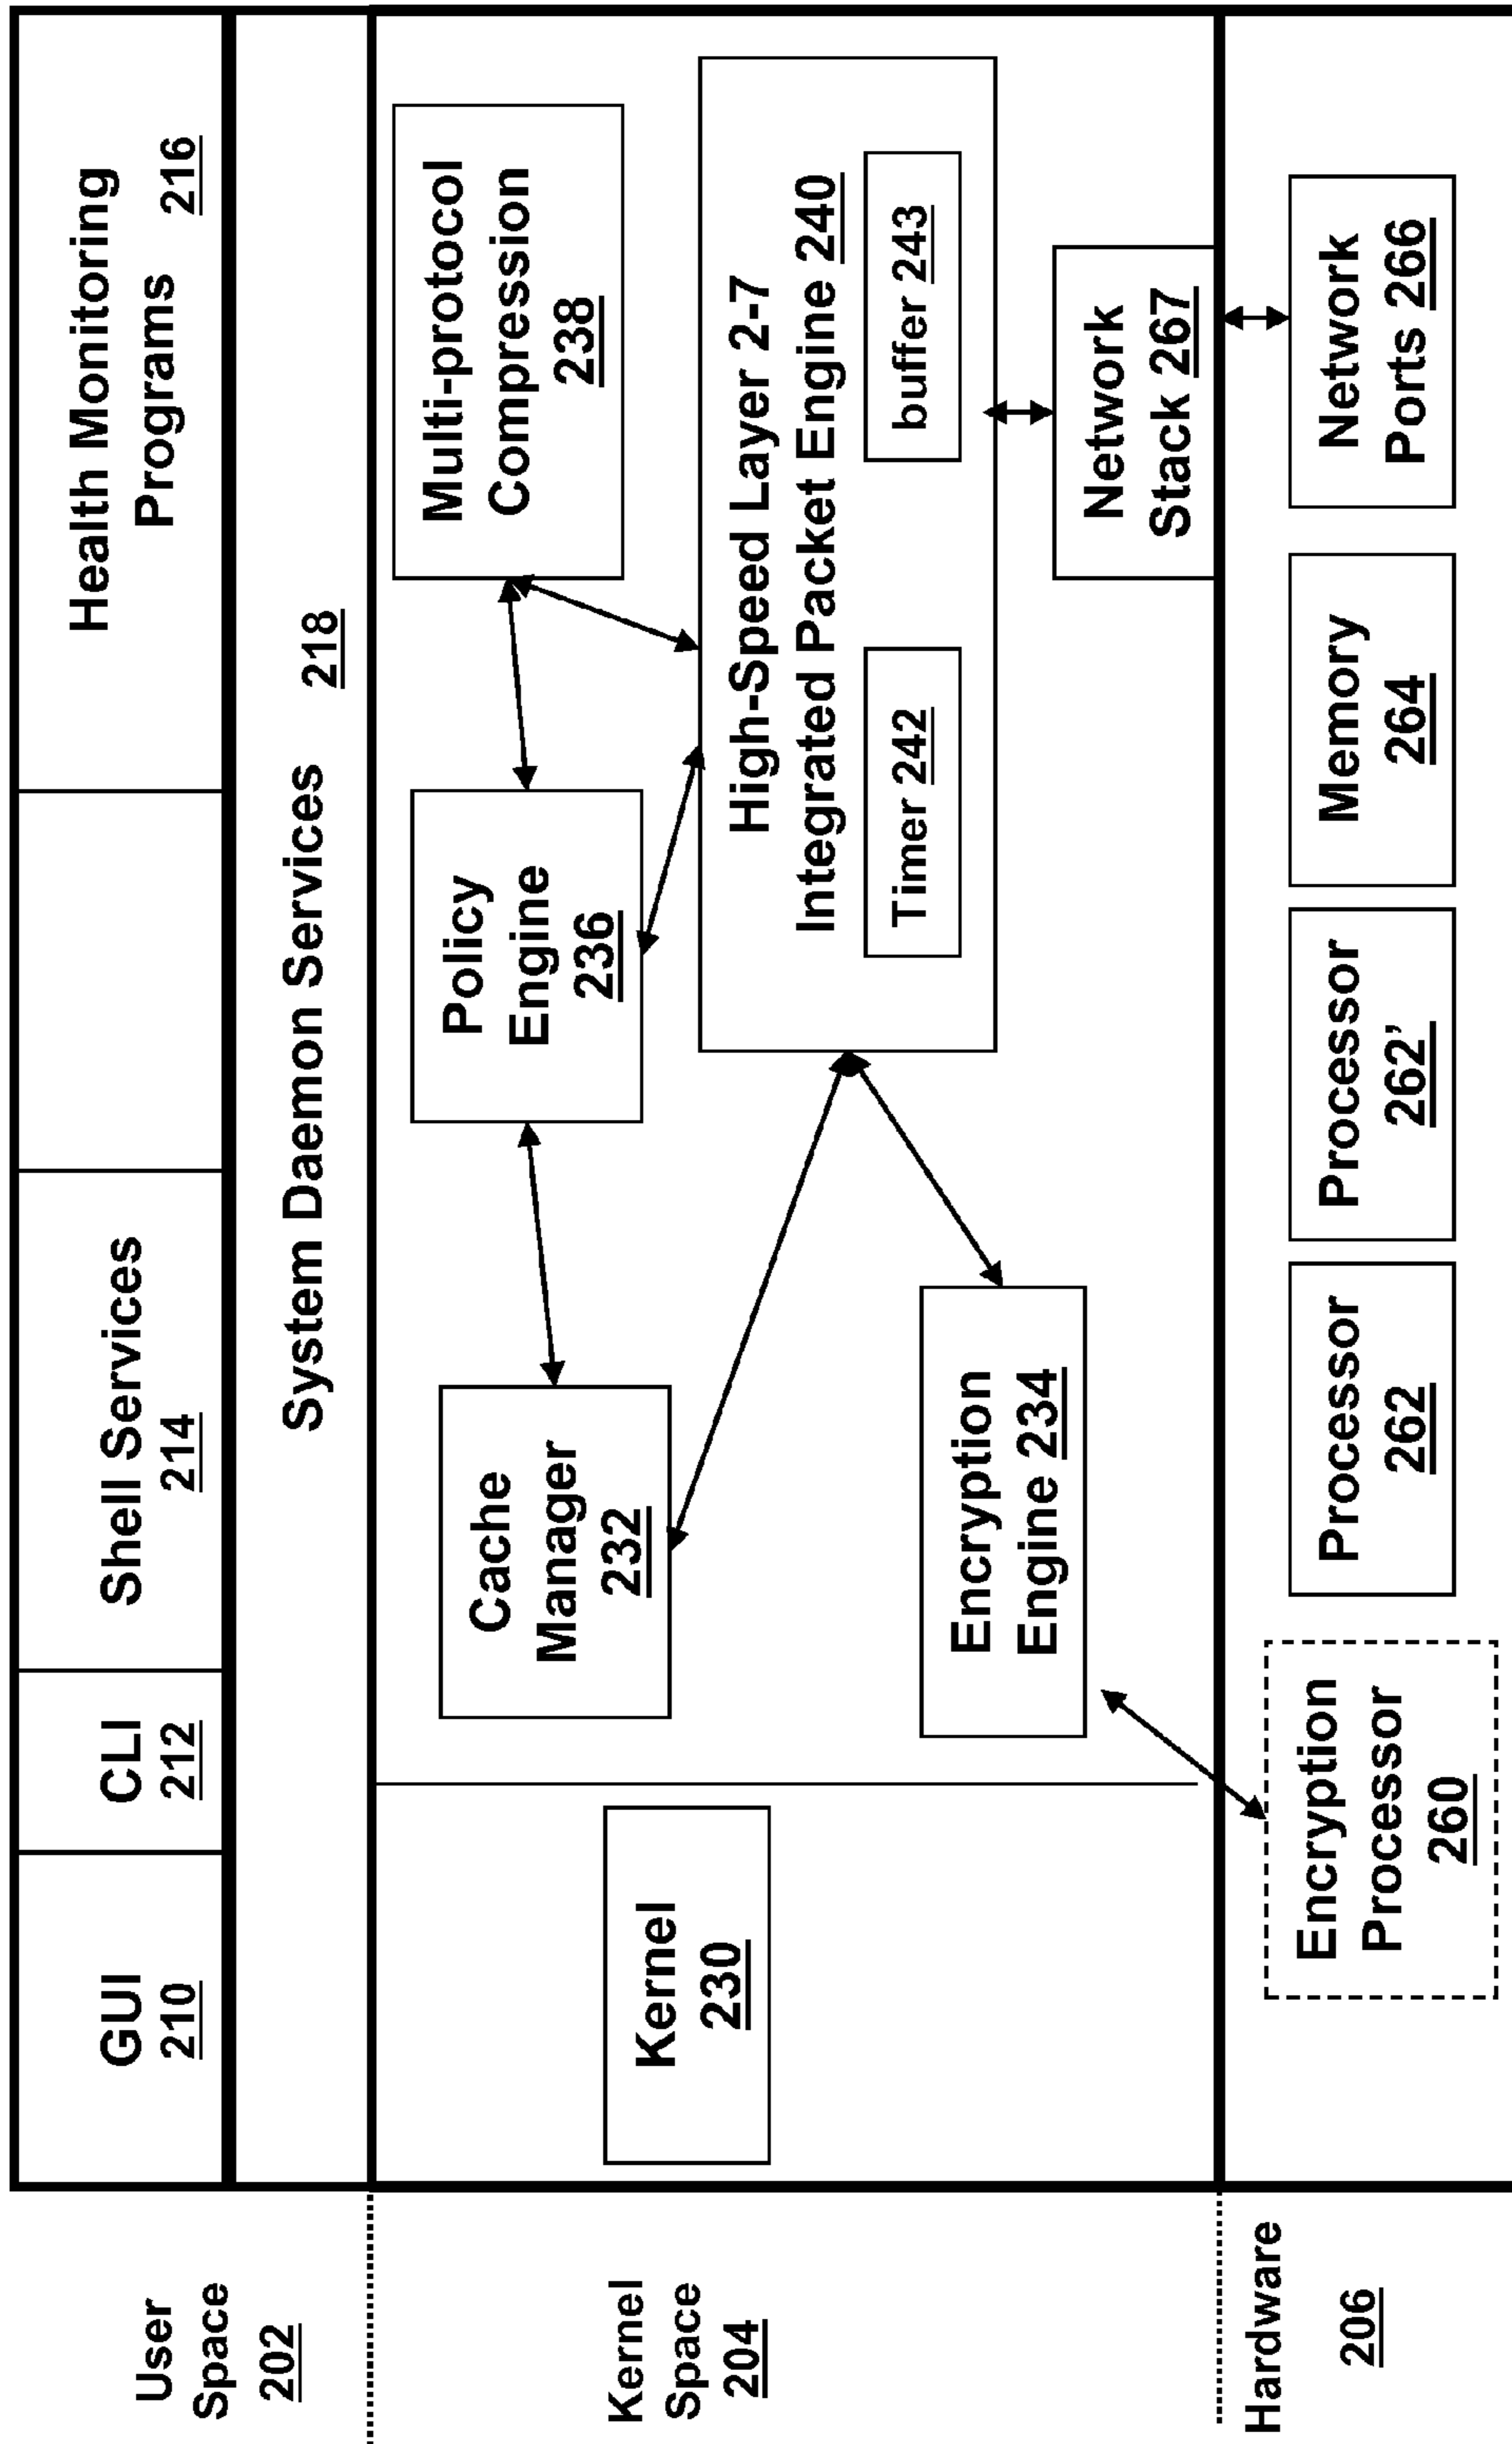 User
Space
202
GUI
210
CLI
212
Shell Services
214
Health Monitoring
Programs 216
System Daemon Services 218
Kernel
Space
204
Kernel
230
Cache
Manager
232
Policy
Engine
236
Multi-protocol
Compression
238
High-Speed Layer 2-7
Integrated Packet Engine 240
Timer 242
buffer 243
Encryption
Engine 234
Network
Stack 267
Hardware
206
Encryption
Processor
260
Processor
262
Processor
262’
Memory
264
Network
Ports 266